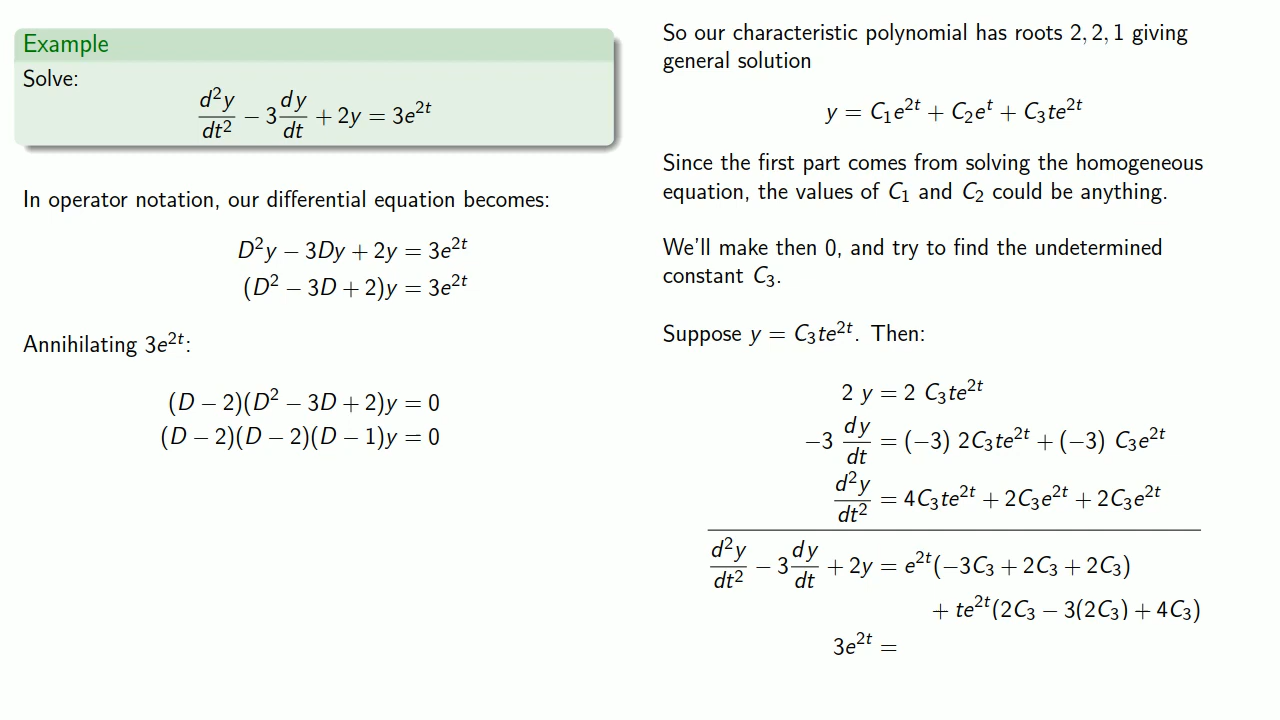 Example
Solve:
d²y/dt² − 3 dy/dt + 2y = 3e^{2t}
In operator notation, our differential equation becomes:
D²y − 3Dy + 2y = 3e^{2t}
(D² − 3D + 2)y = 3e^{2t}
Annihilating 3e^{2t}:
(D − 2)(D² − 3D + 2)y = 0
(D − 2)(D − 2)(D − 1)y = 0
So our characteristic polynomial has roots 2, 2, 1 giving
general solution
y = C₁e^{2t} + C₂e^{t} + C₃te^{2t}
Since the first part comes from solving the homogeneous
equation, the values of C₁ and C₂ could be anything.
We'll make then 0, and try to find the undetermined
constant C₃.
Suppose y = C₃te^{2t}. Then:
2 y = 2 C₃te^{2t}
−3 dy/dt = (−3) 2C₃te^{2t} + (−3) C₃e^{2t}
d²y/dt² = 4C₃te^{2t} + 2C₃e^{2t} + 2C₃e^{2t}
d²y/dt² − 3 dy/dt + 2y = e^{2t}(−3C₃ + 2C₃ + 2C₃)
+ te^{2t}(2C₃ − 3(2C₃) + 4C₃)
3e^{2t} =